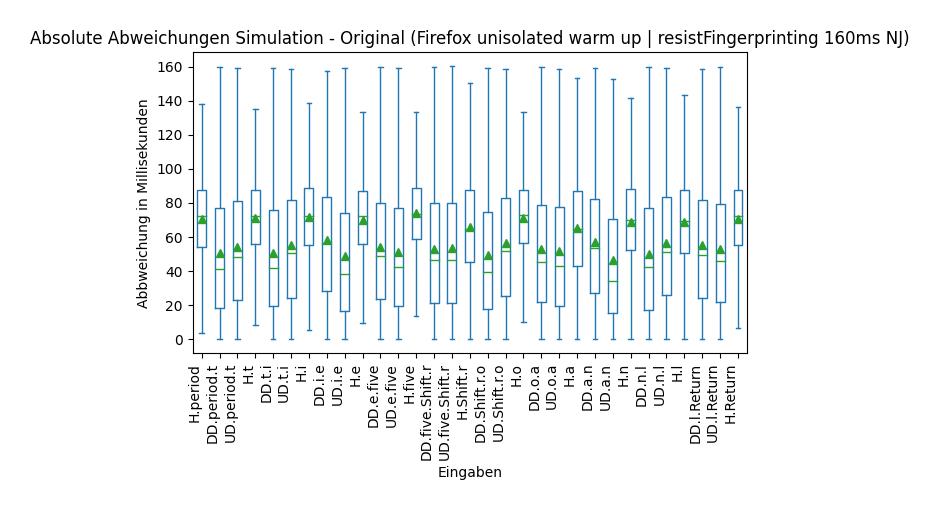 Absolute Abweichungen Simulation - Original (Firefox unisolated warm up | resistFingerprinting 160ms NJ)
Abbweichung in Millisekunden
160
140
120
100
80
60
40
20
0
H.period
DD.period.t
UD.period.t
H.t
DD.t.i
UD.t.i
H.i
DD.i.e
UD.i.e
H.e
DD.e.five
UD.e.five
H.five
DD.five.Shift.r
UD.five.Shift.r
H.Shift.r
DD.Shift.r.o
UD.Shift.r.o
H.o
DD.o.a
UD.o.a
H.a
DD.a.n
UD.a.n
H.n
DD.n.l
UD.n.l
H.l
DD.l.Return
UD.l.Return
H.Return
Eingaben